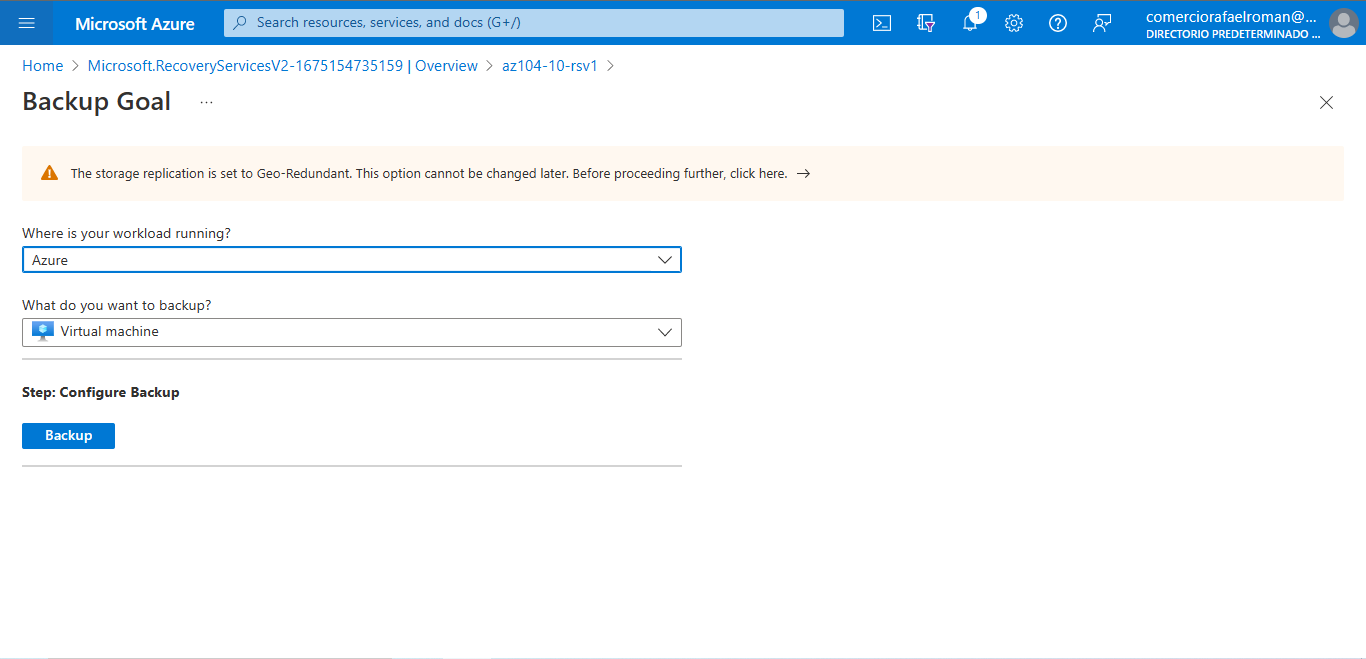 Microsoft Azure
Search resources, services, and docs (G+/)
1
comerciorafaelroman@...
DIRECTORIO PREDETERMINADO ...
Home > Microsoft.RecoveryServicesV2-1675154735159 | Overview > az104-10-rsv1 >
Backup Goal ...
The storage replication is set to Geo-Redundant. This option cannot be changed later. Before proceeding further, click here. →
Where is your workload running?
Azure
What do you want to backup?
Virtual machine
Step: Configure Backup
Backup